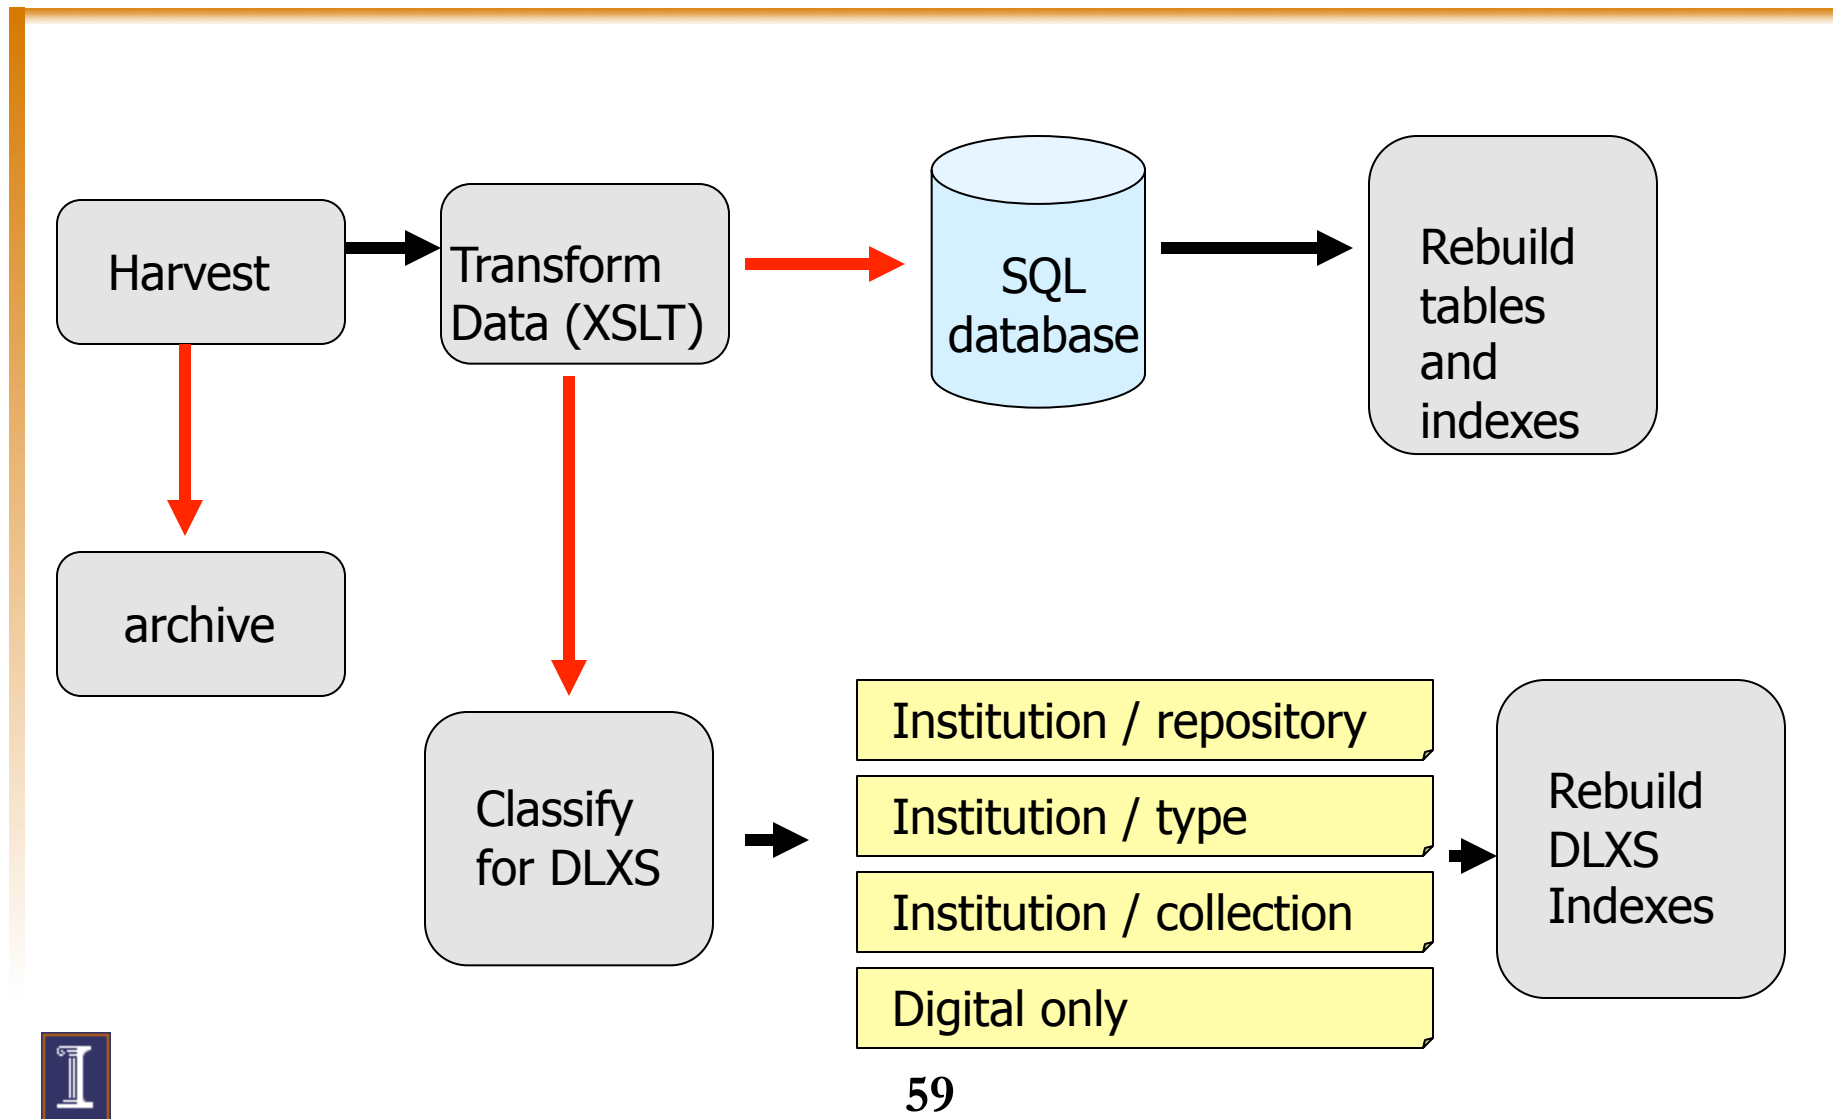 Harvest
Transform
Data (XSLT)
SQL
database
Rebuild
tables
and
indexes
archive
Classify
for DLXS
Institution / repository
Institution / type
Institution / collection
Digital only
Rebuild
DLXS
Indexes
I
59